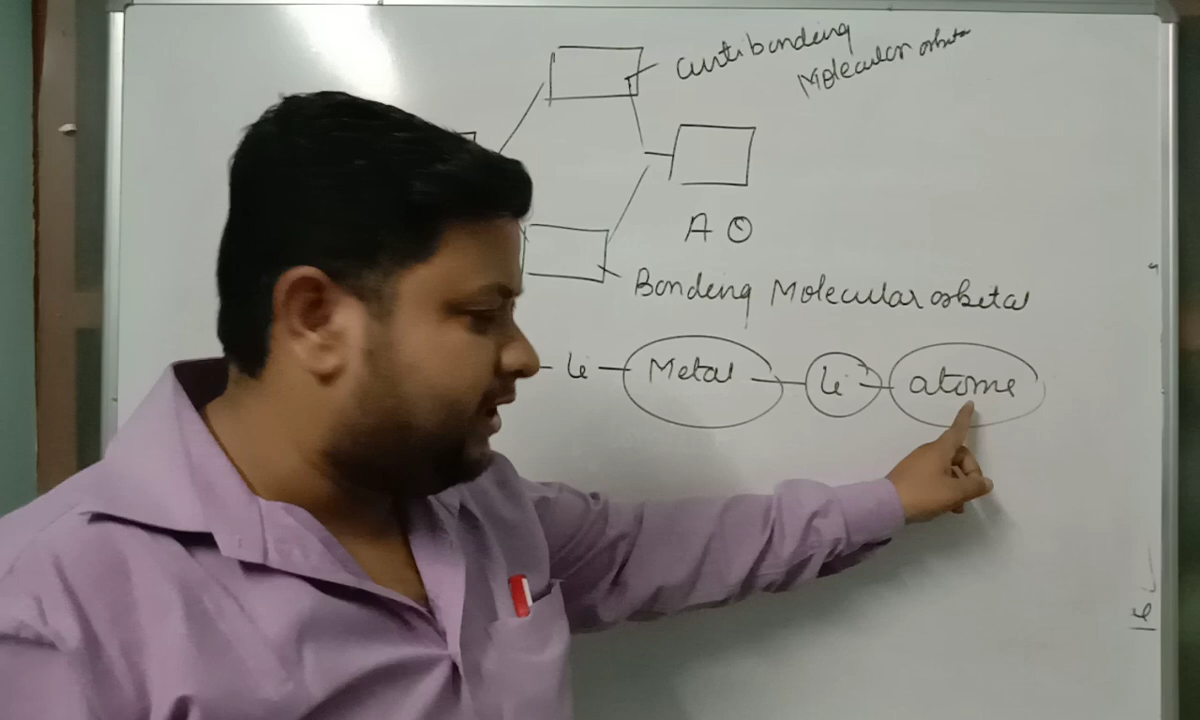 antibonding
Molecular orbita
A O
Bonding Molecular orbital
Li — Metal — Li — atome